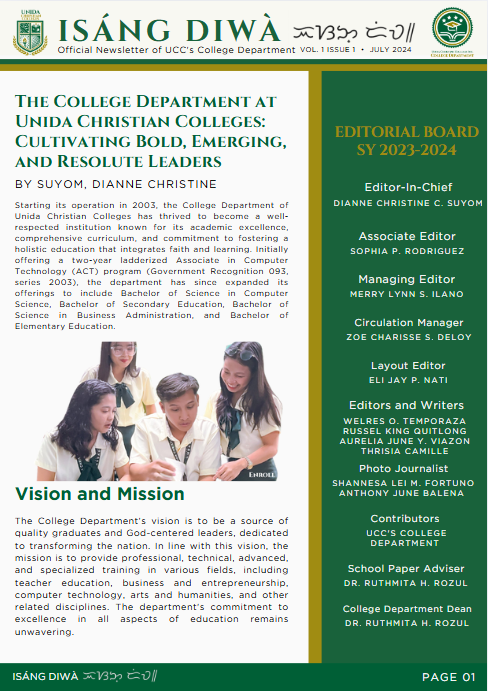 UNIDA
CHRISTIAN COLLEGES
ISÁNG DIWÀ
Official Newsletter of UCC's College Department VOL. 1 ISSUE 1 • JULY 2024
COLLEGE DEPARTMENT
THE COLLEGE DEPARTMENT AT
UNIDA CHRISTIAN COLLEGES:
CULTIVATING BOLD, EMERGING,
AND RESOLUTE LEADERS
BY SUYOM, DIANNE CHRISTINE
Starting its operation in 2003, the College Department of
Unida Christian Colleges has thrived to become a well-
respected institution known for its academic excellence,
comprehensive curriculum, and commitment to fostering a
holistic education that integrates faith and learning. Initially
offering a two-year ladderized Associate in Computer
Technology (ACT) program (Government Recognition 093,
series 2003), the department has since expanded its
offerings to include Bachelor of Science in Computer
Science, Bachelor of Secondary Education, Bachelor of
Science in Business Administration, and Bachelor of
Elementary Education.
ENROLL
Vision and Mission
The College Department's vision is to be a source of
quality graduates and God-centered leaders, dedicated
to transforming the nation. In line with this vision, the
mission is to provide professional, technical, advanced,
and specialized training in various fields, including
teacher education, business and entrepreneurship,
computer technology, arts and humanities, and other
related disciplines. The department's commitment to
excellence in all aspects of education remains
unwavering.
EDITORIAL BOARD
SY 2023-2024
Editor-In-Chief
DIANNE CHRISTINE C. SUYOM
Associate Editor
SOPHIA P. RODRIGUEZ
Managing Editor
MERRY LYNN S. ILANO
Circulation Manager
ZOE CHARISSE S. DELOY
Layout Editor
ELI JAY P. NATI
Editors and Writers
WELRES O. TEMPORAZA
RUSSEL KING QUITLONG
AURELIA JUNE Y. VIAZON
THRISIA CAMILLE
Photo Journalist
SHANNESA LEI M. FORTUNO
ANTHONY JUNE BALENA
Contributors
UCC'S COLLEGE
DEPARTMENT
School Paper Adviser
DR. RUTHMITA H. ROZUL
College Department Dean
DR. RUTHMITA H. ROZUL
ISÁNG DIWÀ
PAGE 01